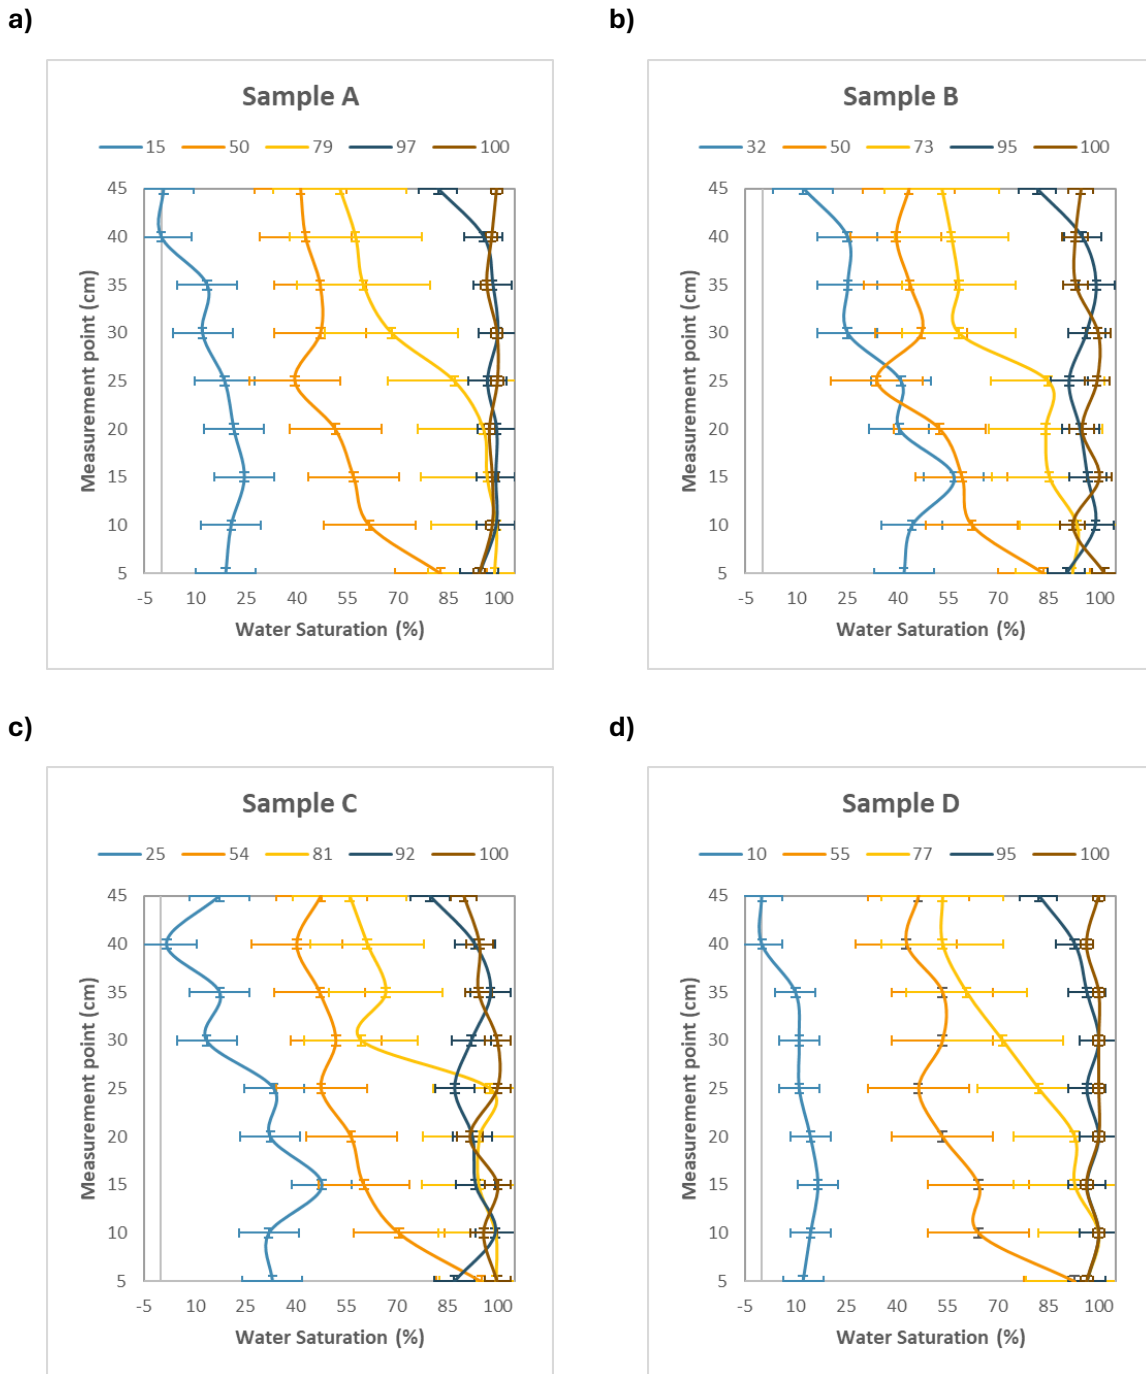 a)
Sample A
15 50 79 97 100
45
40
35
30
25
20
15
10
5
Measurement point (cm)
-5 10 25 40 55 70 85 100
Water Saturation (%)
b)
Sample B
32 50 73 95 100
45
40
35
30
25
20
15
10
5
Measurement point (cm)
-5 10 25 40 55 70 85 100
Water Saturation (%)
c)
Sample C
25 54 81 92 100
45
40
35
30
25
20
15
10
5
Measurement point (cm)
-5 10 25 40 55 70 85 100
Water Saturation (%)
d)
Sample D
10 55 77 95 100
45
40
35
30
25
20
15
10
5
Measurement point (cm)
-5 10 25 40 55 70 85 100
Water Saturation (%)